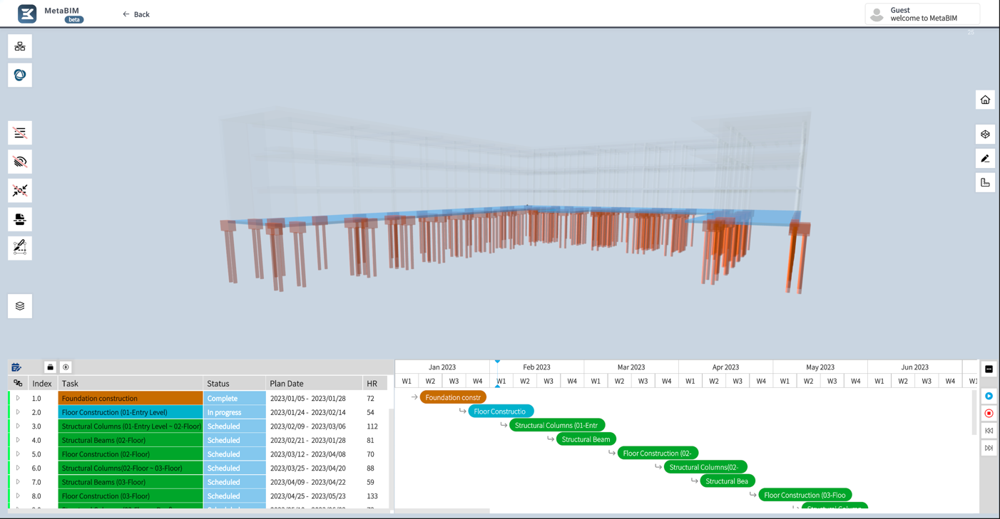 MetaBIM
beta
Back
Guest
welcome to MetaBIM
Jan 2023 Feb 2023 Mar 2023 Apr 2023 May 2023 Jun 2023
W1 W2 W3 W4 W1 W2 W3 W4 W1 W2 W3 W4 W1 W2 W3 W4 W1 W2 W3 W4 W1 W2 W3 W4
Index Task Status Plan Date HR
1.0 Foundation construction Complete 2023/01/05 - 2023/01/28 72
Foundation constr
2.0 Floor Construction (01-Entry Level) In progress 2023/01/24 - 2023/02/14 54
Floor Constructio
3.0 Structural Columns (01-Entry Level ~ 02-Floor) Scheduled 2023/02/09 - 2023/03/06 112
Structural Columns (01-Entr
4.0 Structural Beams (02-Floor) Scheduled 2023/02/21 - 2023/01/28 81
Structural Beam
5.0 Floor Construction (02-Floor) Scheduled 2023/03/12 - 2023/04/08 70
Floor Construction (02-
6.0 Structural Columns(02-Floor ~ 03-Floor) Scheduled 2023/03/25 - 2023/04/20 88
Structural Columns(02-
7.0 Structural Beams (03-Floor) Scheduled 2023/04/09 - 2023/04/22 59
Structural Bea
8.0 Floor Construction (03-Floor) Scheduled 2023/04/25 - 2023/05/23 133
Floor Construction (03-Floo